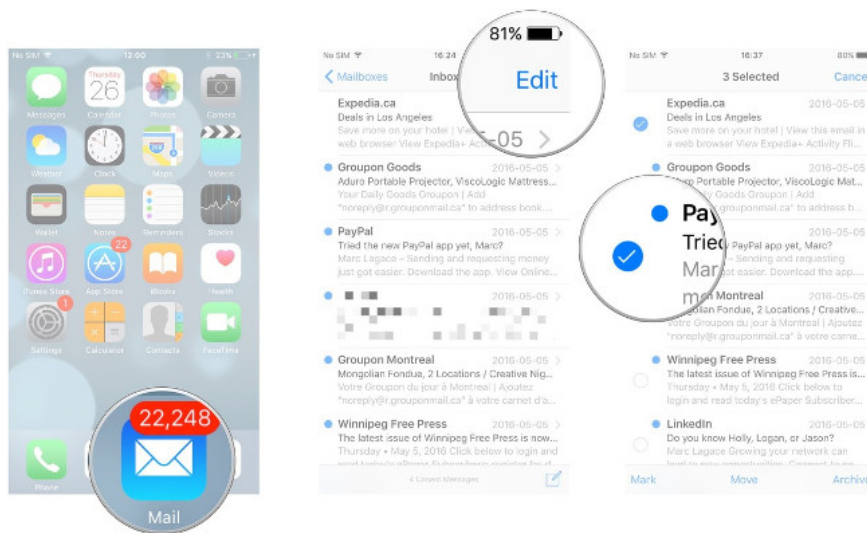 No SIM
12:00
23%
Thursday
26
Messages
Calendar
Photos
Camera
Weather
Clock
Maps
Videos
Wallet
Notes
Reminders
Stocks
22
iTunes Store
App Store
iBooks
Health
1
Settings
Calculator
Contacts
FaceTime
Phone
22,248
Mail
No SIM
16:24
81%
Mailboxes
Inbox
Edit
Expedia.ca
Deals in Los Angeles
Save more on your hotel | View
web browser View Expedia+
5-05
Groupon Goods
2016-05-05
Aduro Portable Projector, ViscoLogic Mattress...
Your Daily Goods Groupon | Add
"noreply@r.grouponmail.ca" to address book...
PayPal
2016-05-05
Tried the new PayPal app yet, Marc?
Marc Lagace – Sending and requesting money
just got easier. Download the app. View Online...
2016-05-05
Groupon Montreal
2016-05-05
Mongolian Fondue, 2 Locations / Creative Nig...
Votre Groupon du jour à Montreal | Ajoutez
"noreply@r.grouponmail.ca" à votre carnet d'a...
Winnipeg Free Press
2016-05-05
The latest issue of Winnipeg Free Press is now...
Thursday • May 5, 2016 Click below to login and
No SIM
16:37
80%
3 Selected
Cance
Expedia.ca
2016-05-05
Deals in Los Angeles
Save more on your hotel | View this email in
a web browser View Expedia+ Activity Fli...
Groupon Goods
2016-05-05
Portable Projector, ViscoLogic Mat...
Daily Goods Groupon | Add
"noreply@r.grouponmail.ca" to address b...
Pay
2016-05-05
Tried
PayPal app yet, Marc?
Mar
– Sending and requesting
got easier. Download the app....
Montreal
2016-05-05
Mongolian Fondue, 2 Locations / Creative...
Votre Groupon du jour à Montreal | Ajoutez
"noreply@r.grouponmail.ca" à votre carne...
Winnipeg Free Press
2016-05-05
The latest issue of Winnipeg Free Press is...
Thursday • May 5, 2016 Click below to
login and read today's ePaper Subscriber...
LinkedIn
2016-05-05
Do you know Holly, Logan, or Jason?
Marc Lagace Growing your network can
Mark
Move
Archive